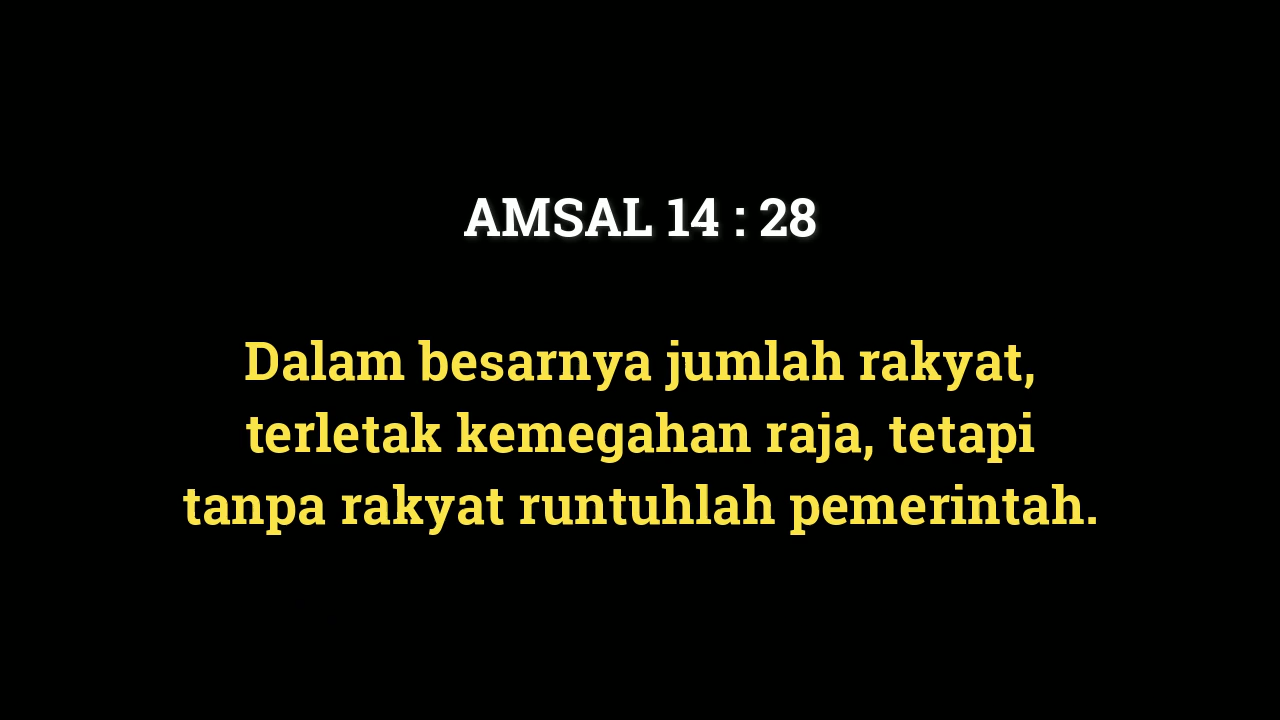 AMSAL 14 : 28
Dalam besarnya jumlah rakyat,
terletak kemegahan raja, tetapi
tanpa rakyat runtuhlah pemerintah.